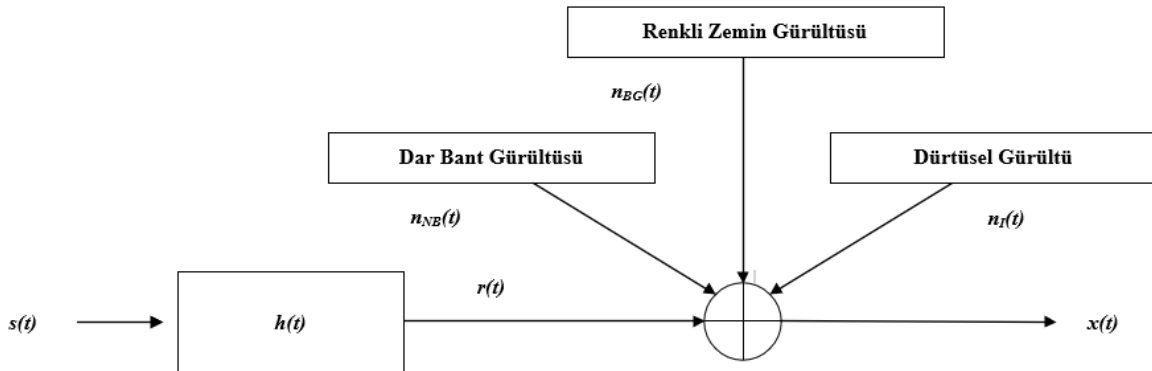 Renkli Zemin Gürültüsü
n_BG(t)
Dar Bant Gürültüsü
Dürtüsel Gürültü
n_NB(t)
n_I(t)
r(t)
s(t)
h(t)
x(t)